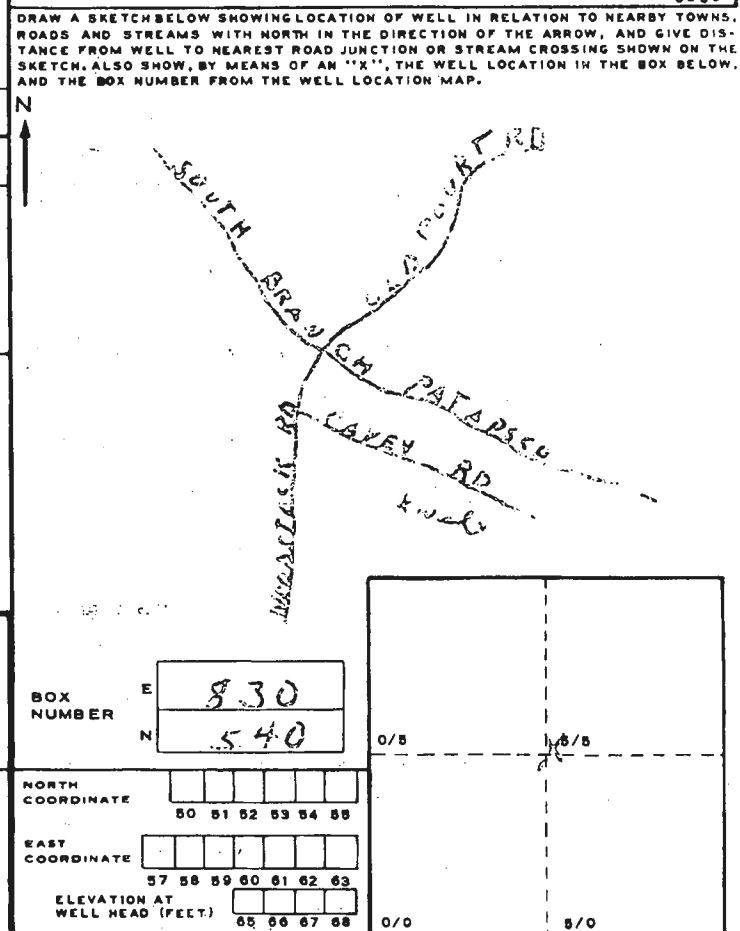 DRAW A SKETCH BELOW SHOWING LOCATION OF WELL IN RELATION TO NEARBY TOWNS,
ROADS AND STREAMS WITH NORTH IN THE DIRECTION OF THE ARROW, AND GIVE DIS-
TANCE FROM WELL TO NEAREST ROAD JUNCTION OR STREAM CROSSING SHOWN ON THE
SKETCH. ALSO SHOW, BY MEANS OF AN "X", THE WELL LOCATION IN THE BOX BELOW,
AND THE BOX NUMBER FROM THE WELL LOCATION MAP.
N
RD
SOUTH BRANCH PATAPSCO
RD
CAVEY RD
BOX
NUMBER
E 830
N 540
0/5 5/5
NORTH
COORDINATE
50 51 52 53 54 55
EAST
COORDINATE
57 58 59 60 61 62 63
ELEVATION AT
WELL HEAD (FEET)
65 66 67 68
0/0 5/0